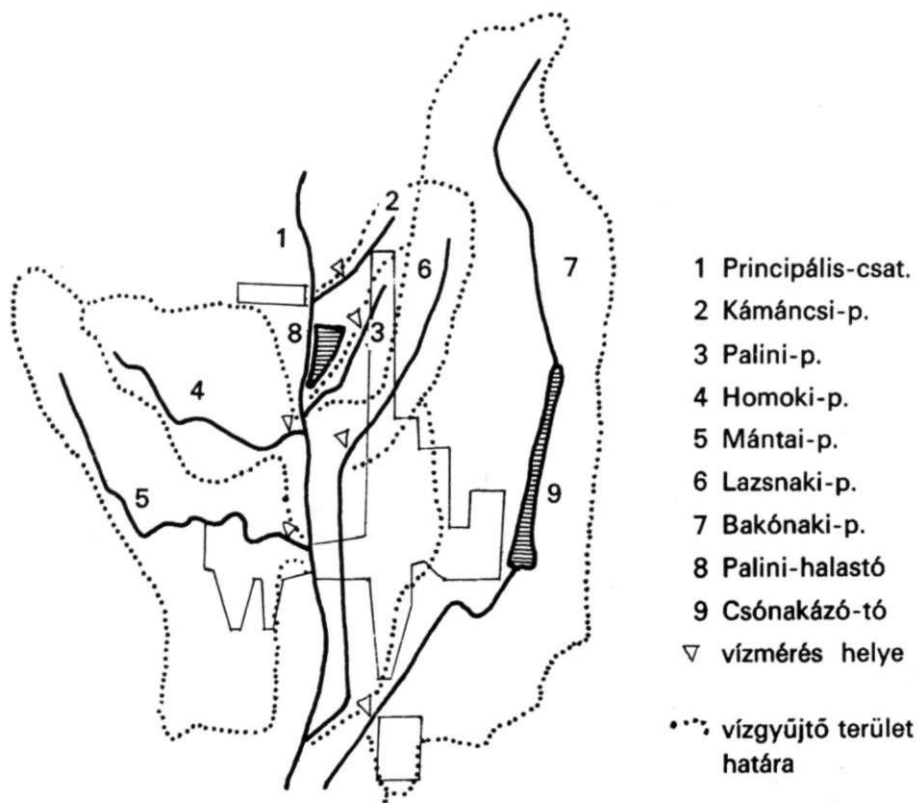 2
1
6
7
8
3
4
9
5
1 Principális-csat.
2 Kámáncsi-p.
3 Palini-p.
4 Homoki-p.
5 Mántai-p.
6 Lazsnaki-p.
7 Bakónaki-p.
8 Palini-halastó
9 Csónakázó-tó
vízmérés helye
vízgyűjtő terület
határa